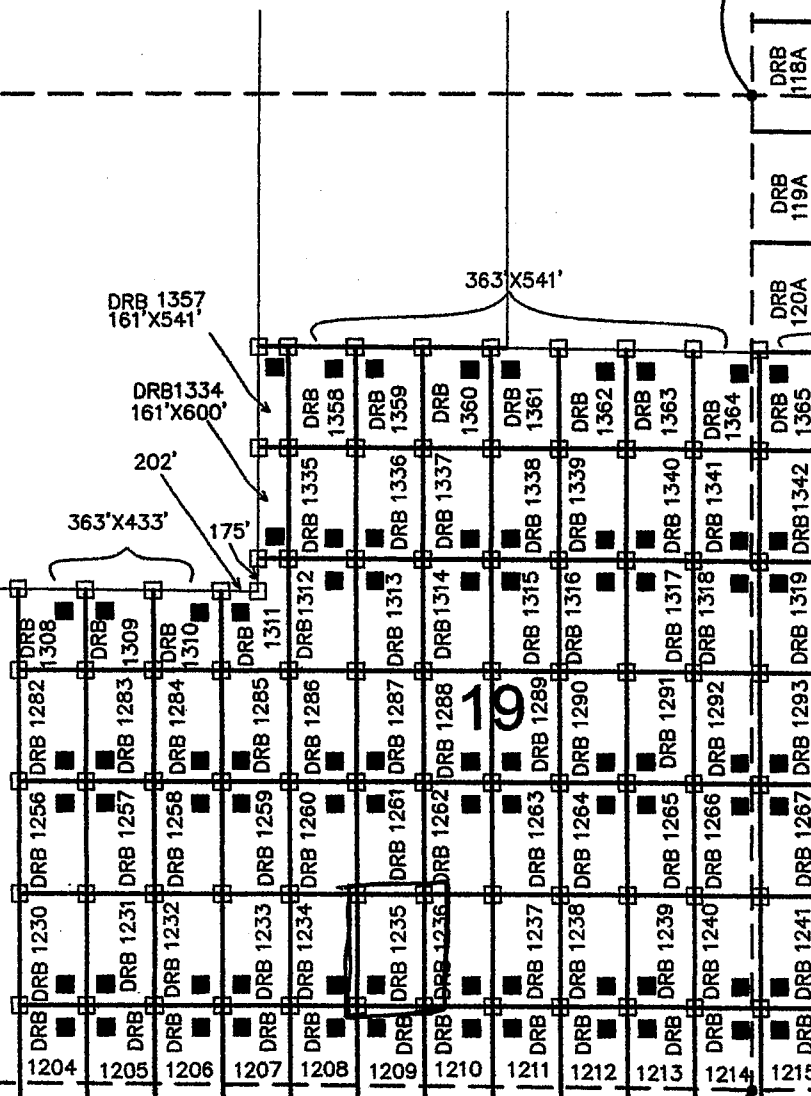 DRB
118A
DRB
119A
DRB
120A
363'X541'
DRB 1357
161'X541'
DRB1334
161'X600'
202'
363'X433'
175'
DRB
1358
DRB
1359
DRB
1360
DRB
1361
DRB
1362
DRB
1363
DRB
1364
DRB
1365
DRB 1335
DRB 1336
DRB 1337
DRB 1338
DRB 1339
DRB 1340
DRB 1341
DRB1342
DRB
1308
DRB
1309
DRB
1310
DRB
1311
DRB1312
DRB 1313
DRB 1314
DRB 1315
DRB 1316
DRB 1317
DRB 1318
DRB 1319
DRB 1282
DRB 1283
DRB 1284
DRB 1285
DRB 1286
DRB 1287
DRB 1288
19
DRB 1289
DRB 1290
DRB 1291
DRB 1292
DRB 1293
DRB 1256
DRB 1257
DRB 1258
DRB 1259
DRB 1260
DRB 1261
DRB 1262
DRB 1263
DRB 1264
DRB 1265
DRB 1266
DRB 1267
DRB 1230
DRB 1231
DRB 1232
DRB 1233
DRB 1234
DRB 1235
DRB 1236
DRB 1237
DRB 1238
DRB 1239
DRB 1240
DRB 1241
DRB
1204
DRB
1205
DRB
1206
DRB
1207
DRB
1208
DRB
1209
DRB
1210
DRB
1211
DRB
1212
DRB
1213
DRB
1214
DRB
1215